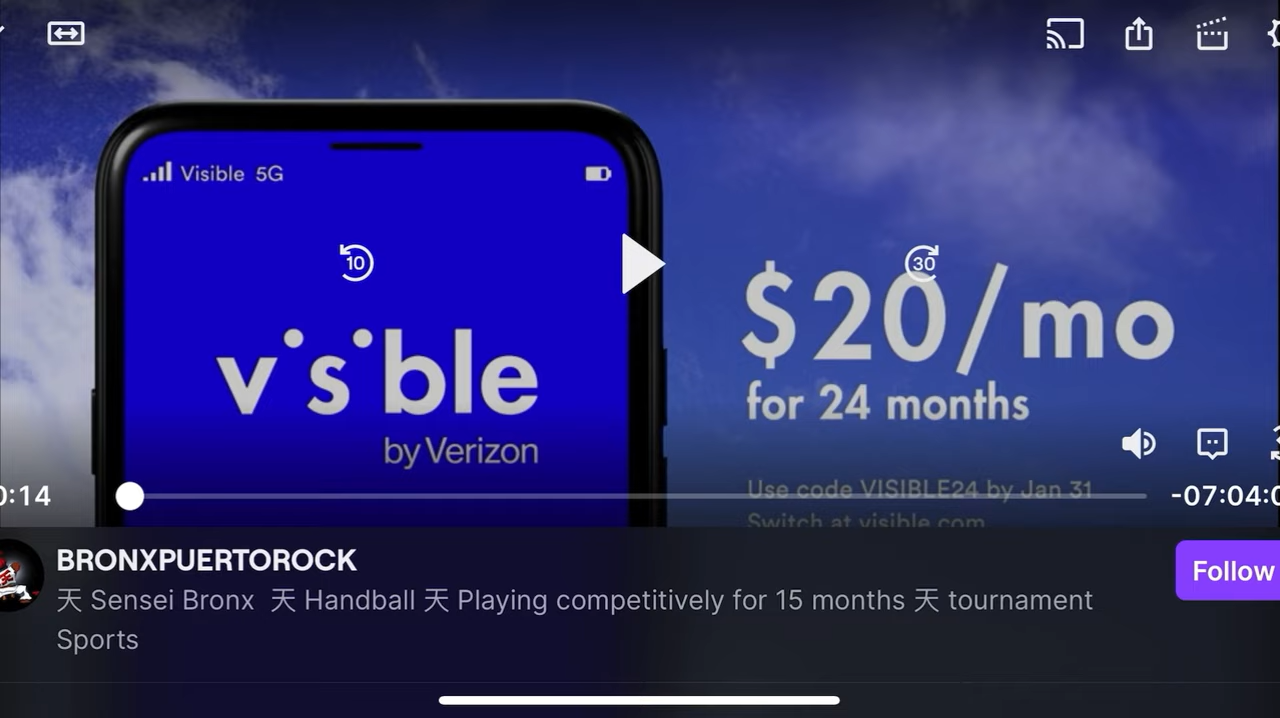 Visible 5G
10
30
visible
by Verizon
$20/mo
for 24 months
Use code VISIBLE24 by Jan 31
Switch at visible.com
0:14
-07:04:0
BRONXPUERTOROCK
天 Sensei Bronx 天 Handball 天 Playing competitively for 15 months 天 tournament
Sports
Follow